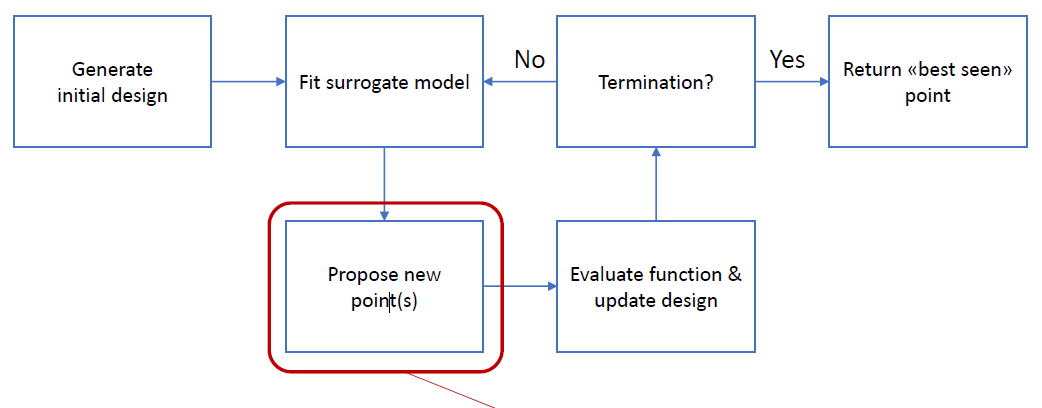 Generate
initial design
Fit surrogate model
No
Termination?
Yes
Return «best seen»
point
Propose new
point(s)
Evaluate function &
update design